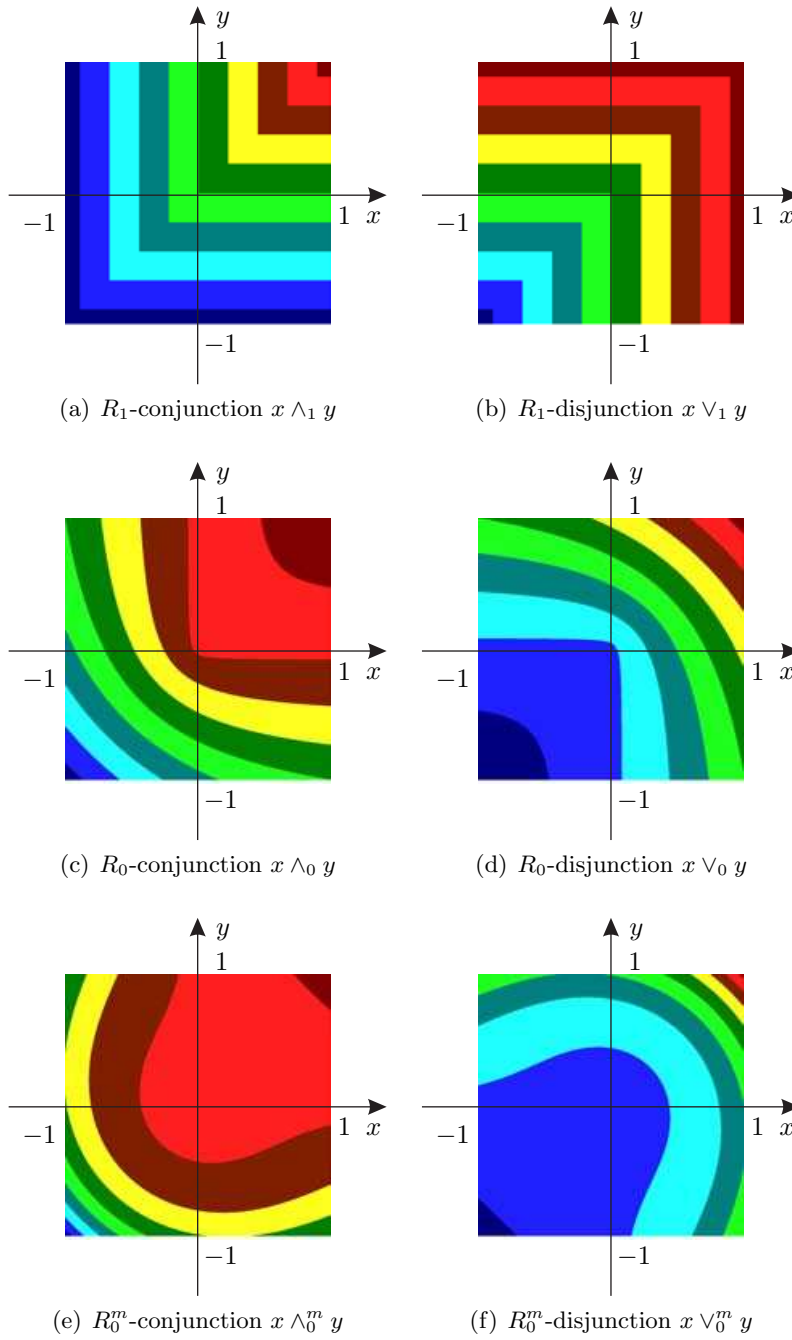 y
y
1
1
−1
1
x
−1
1
x
−1
−1
(a) R₁-conjunction x ∧₁ y
(b) R₁-disjunction x ∨₁ y
y
y
1
1
−1
1
x
−1
1
x
−1
−1
(c) R₀-conjunction x ∧₀ y
(d) R₀-disjunction x ∨₀ y
y
y
1
1
−1
1
x
−1
1
x
−1
−1
(e) R₀ᵐ-conjunction x ∧₀ᵐ y
(f) R₀ᵐ-disjunction x ∨₀ᵐ y